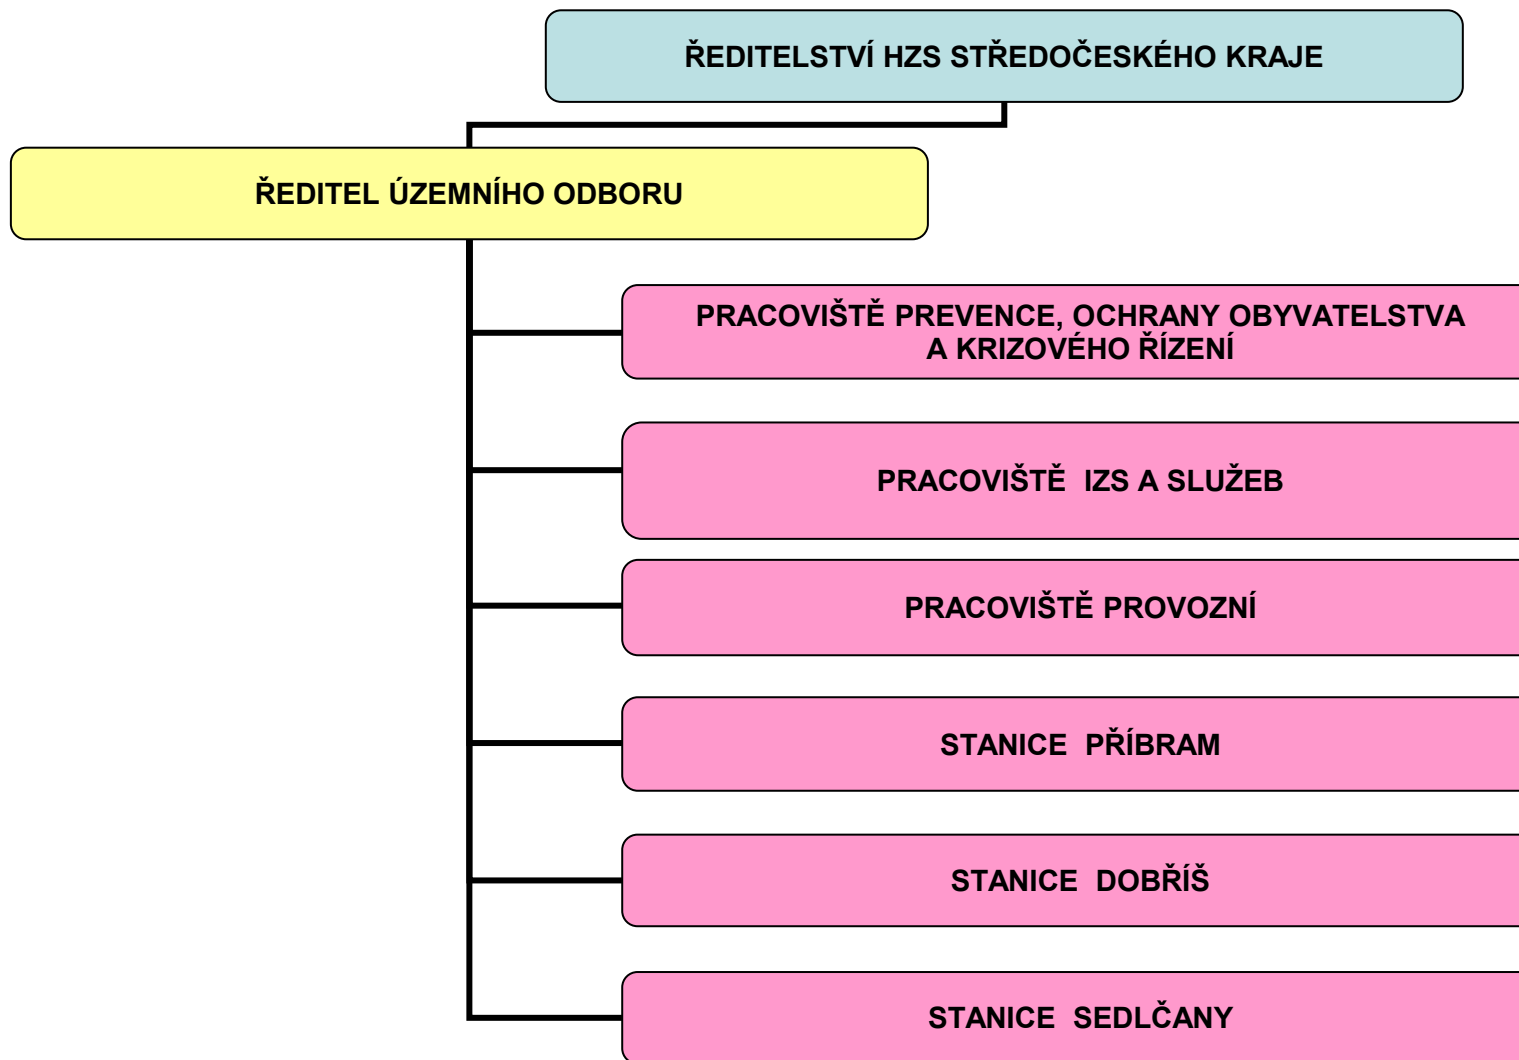 ŘEDITELSTVÍ HZS STŘEDOČESKÉHO KRAJE
ŘEDITEL ÚZEMNÍHO ODBORU
PRACOVIŠTĚ PREVENCE, OCHRANY OBYVATELSTVA
A KRIZOVÉHO ŘÍZENÍ
PRACOVIŠTĚ IZS A SLUŽEB
PRACOVIŠTĚ PROVOZNÍ
STANICE PŘÍBRAM
STANICE DOBŘÍŠ
STANICE SEDLČANY